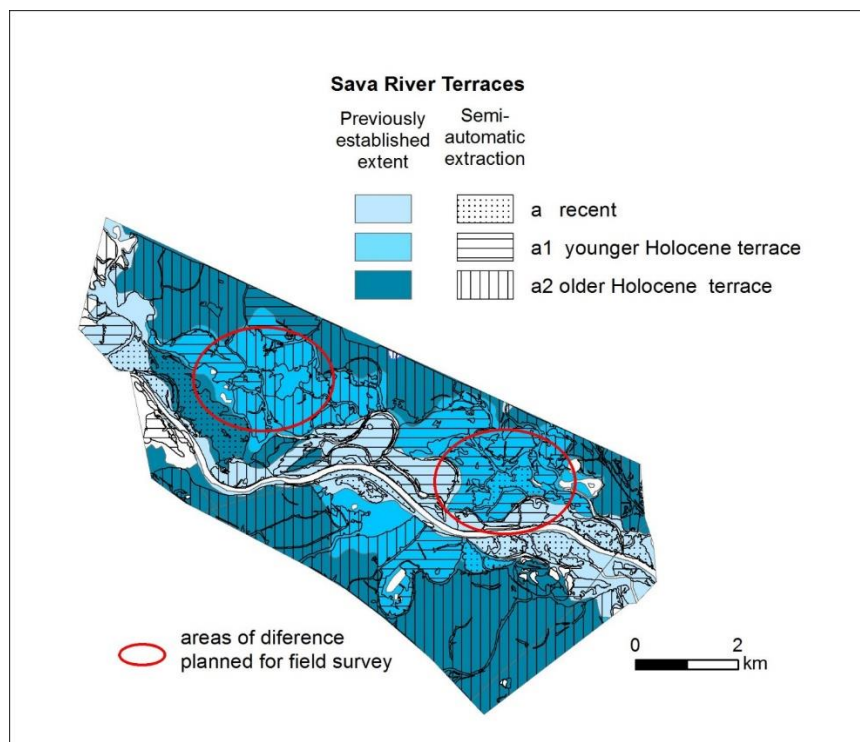 Sava River Terraces
Previously established extent
Semi-automatic extraction
a recent
a1 younger Holocene terrace
a2 older Holocene terrace
areas of diference
planned for field survey
0 2
km